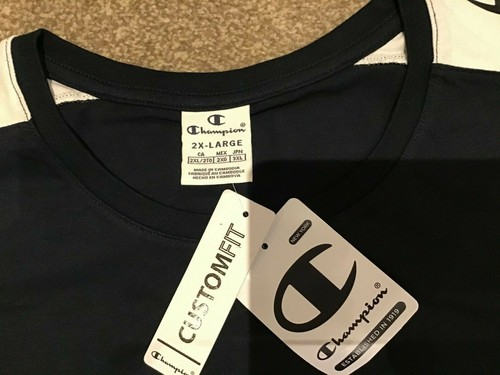 Champion
2X-LARGE
CA MEX JPN
2XL/2TG 2XG 3XL
MADE IN CAMBODIA
FABRIQUÉ AU CAMBODGE
HECHO EN CAMBOYA
CUSTOMFIT
Champion
NEW YORK
Champion
ESTABLISHED IN 1919